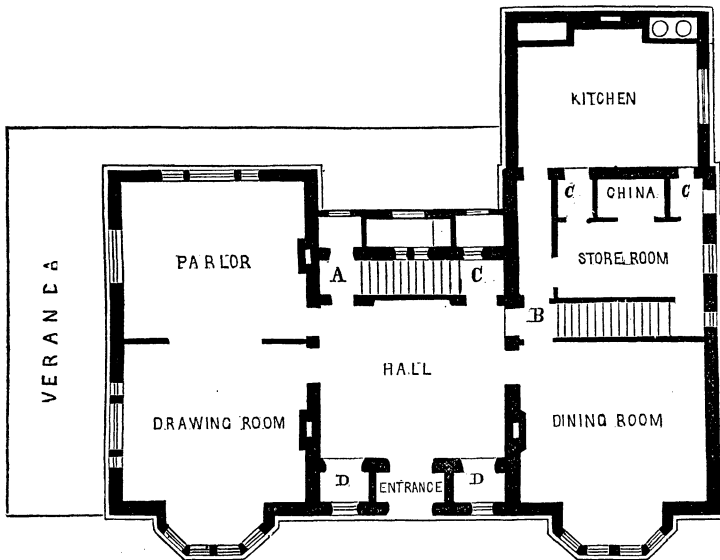 KITCHEN
C CHINA C
PARLOR
A
C
STORE ROOM
VERANDA
B
HALL
DRAWING ROOM
DINING ROOM
D
ENTRANCE
D